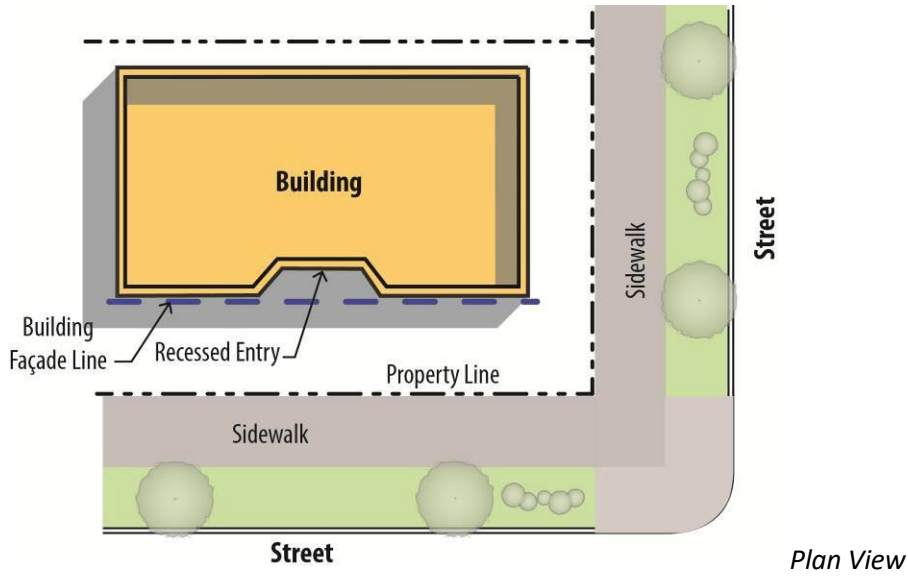 Building
Street
Sidewalk
Building
Façade Line
Recessed Entry
Property Line
Sidewalk
Street
Plan View